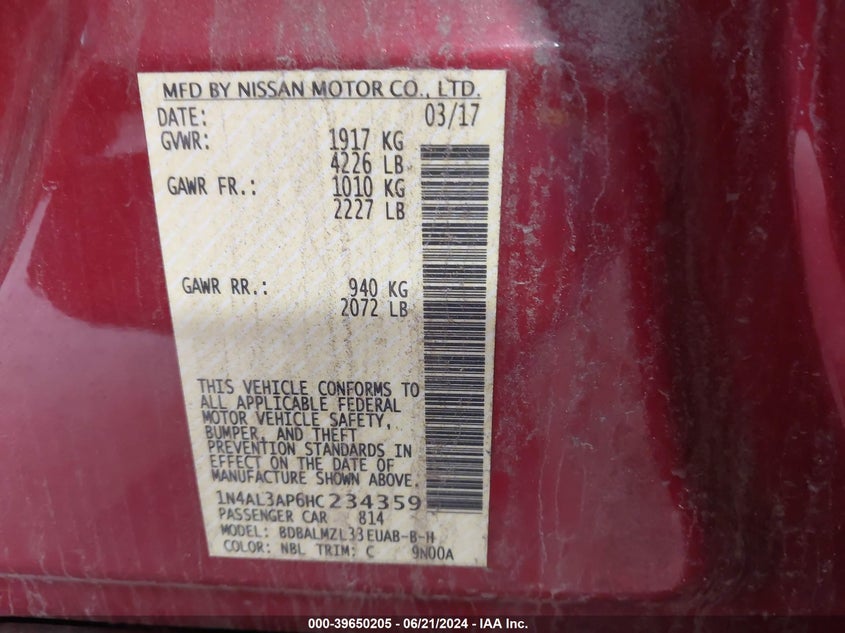 MFD BY NISSAN MOTOR CO., LTD.
DATE: 03/17
GVWR: 1917 KG
4226 LB
GAWR FR.: 1010 KG
2227 LB
GAWR RR.: 940 KG
2072 LB
THIS VEHICLE CONFORMS TO
ALL APPLICABLE FEDERAL
MOTOR VEHICLE SAFETY,
BUMPER, AND THEFT
PREVENTION STANDARDS IN
EFFECT ON THE DATE OF
MANUFACTURE SHOWN ABOVE.
1N4AL3AP6HC234359
PASSENGER CAR 814
MODEL: BDBALMZL33EUAB-B-H
COLOR: NBL TRIM: C 9N00A
000-39650205 - 06/21/2024 - IAA Inc.